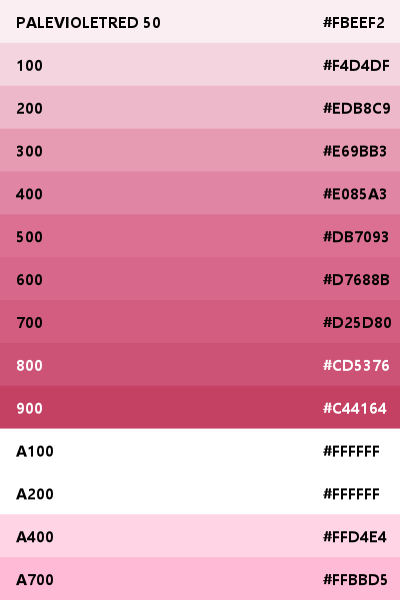 PALEVIOLETRED 50 #FBEEF2
100 #F4D4DF
200 #EDB8C9
300 #E69BB3
400 #E085A3
500 #DB7093
600 #D7688B
700 #D25D80
800 #CD5376
900 #C44164
A100 #FFFFFF
A200 #FFFFFF
A400 #FFD4E4
A700 #FFBBD5